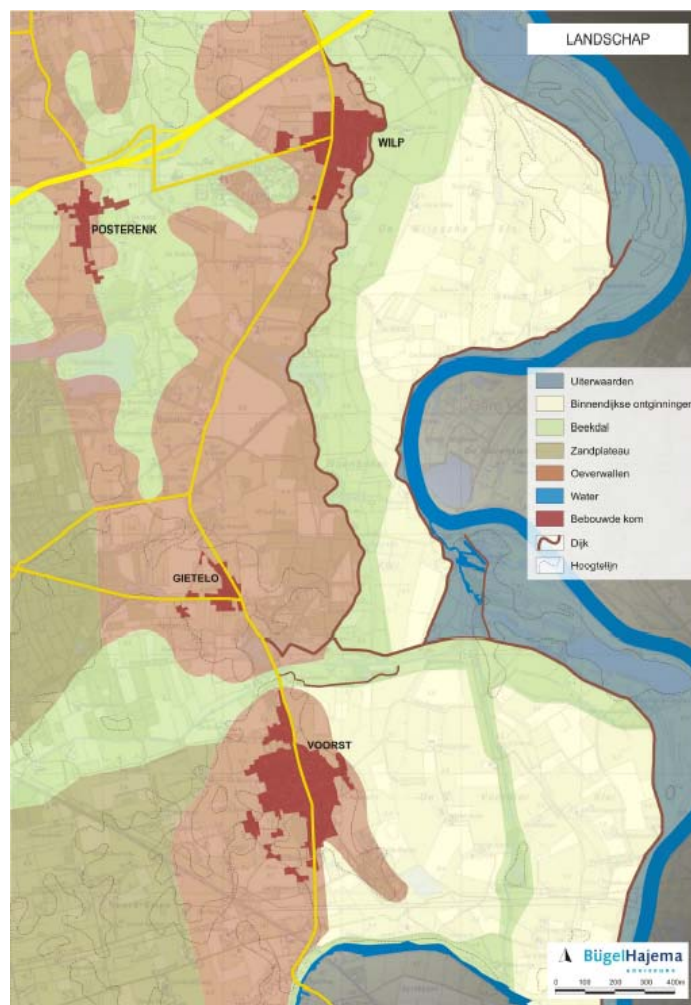 LANDSCHAP
WILP
POSTERENK
Uiterwaarden
Binnendijkse ontginningen
Beekdal
Zandplateau
Oeverwallen
Water
Bebouwde kom
Dijk
Hoogtelijn
GIETELO
VOORST
BügelHajema
ADVISEURS
0 100 200 300 400m